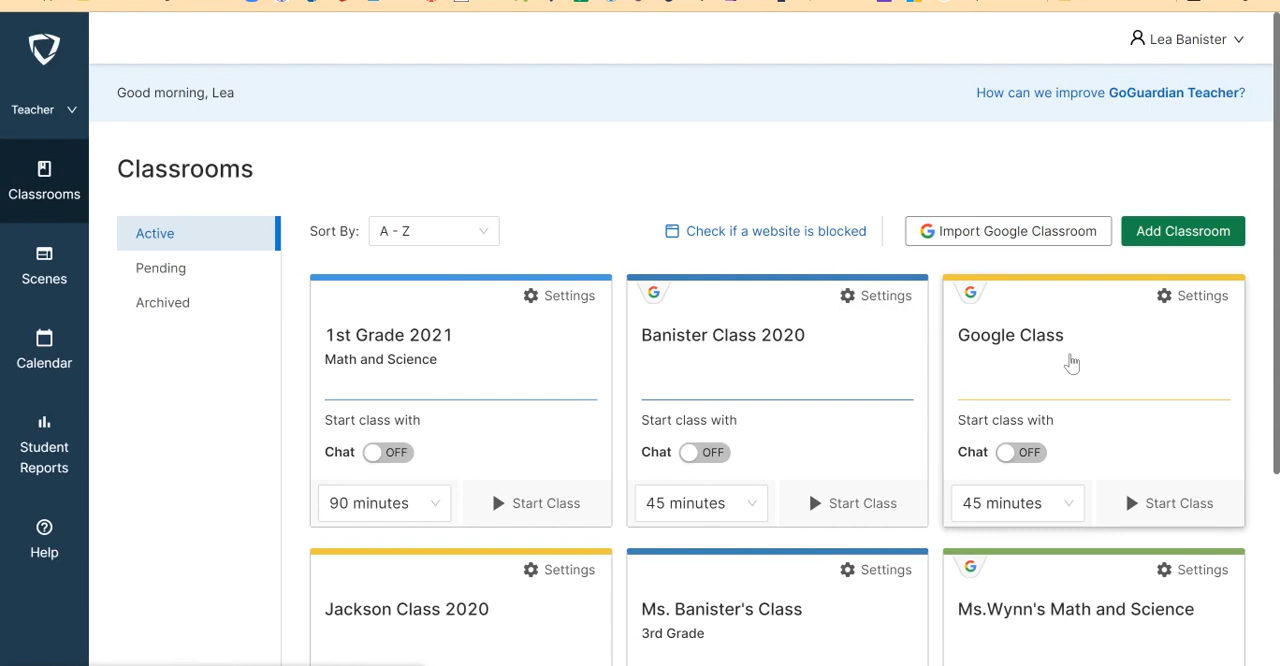 Lea Banister
Teacher
Good morning, Lea
How can we improve GoGuardian Teacher?
Classrooms
Scenes
Calendar
Student
Reports
Help
Classrooms
Active
Pending
Archived
Sort By: A - Z
Check if a website is blocked
Import Google Classroom
Add Classroom
Settings
1st Grade 2021
Math and Science
Start class with
Chat OFF
90 minutes
Start Class
Settings
Banister Class 2020
Start class with
Chat OFF
45 minutes
Start Class
Settings
Google Class
Start class with
Chat OFF
45 minutes
Start Class
Settings
Jackson Class 2020
Settings
Ms. Banister's Class
3rd Grade
Settings
Ms.Wynn's Math and Science